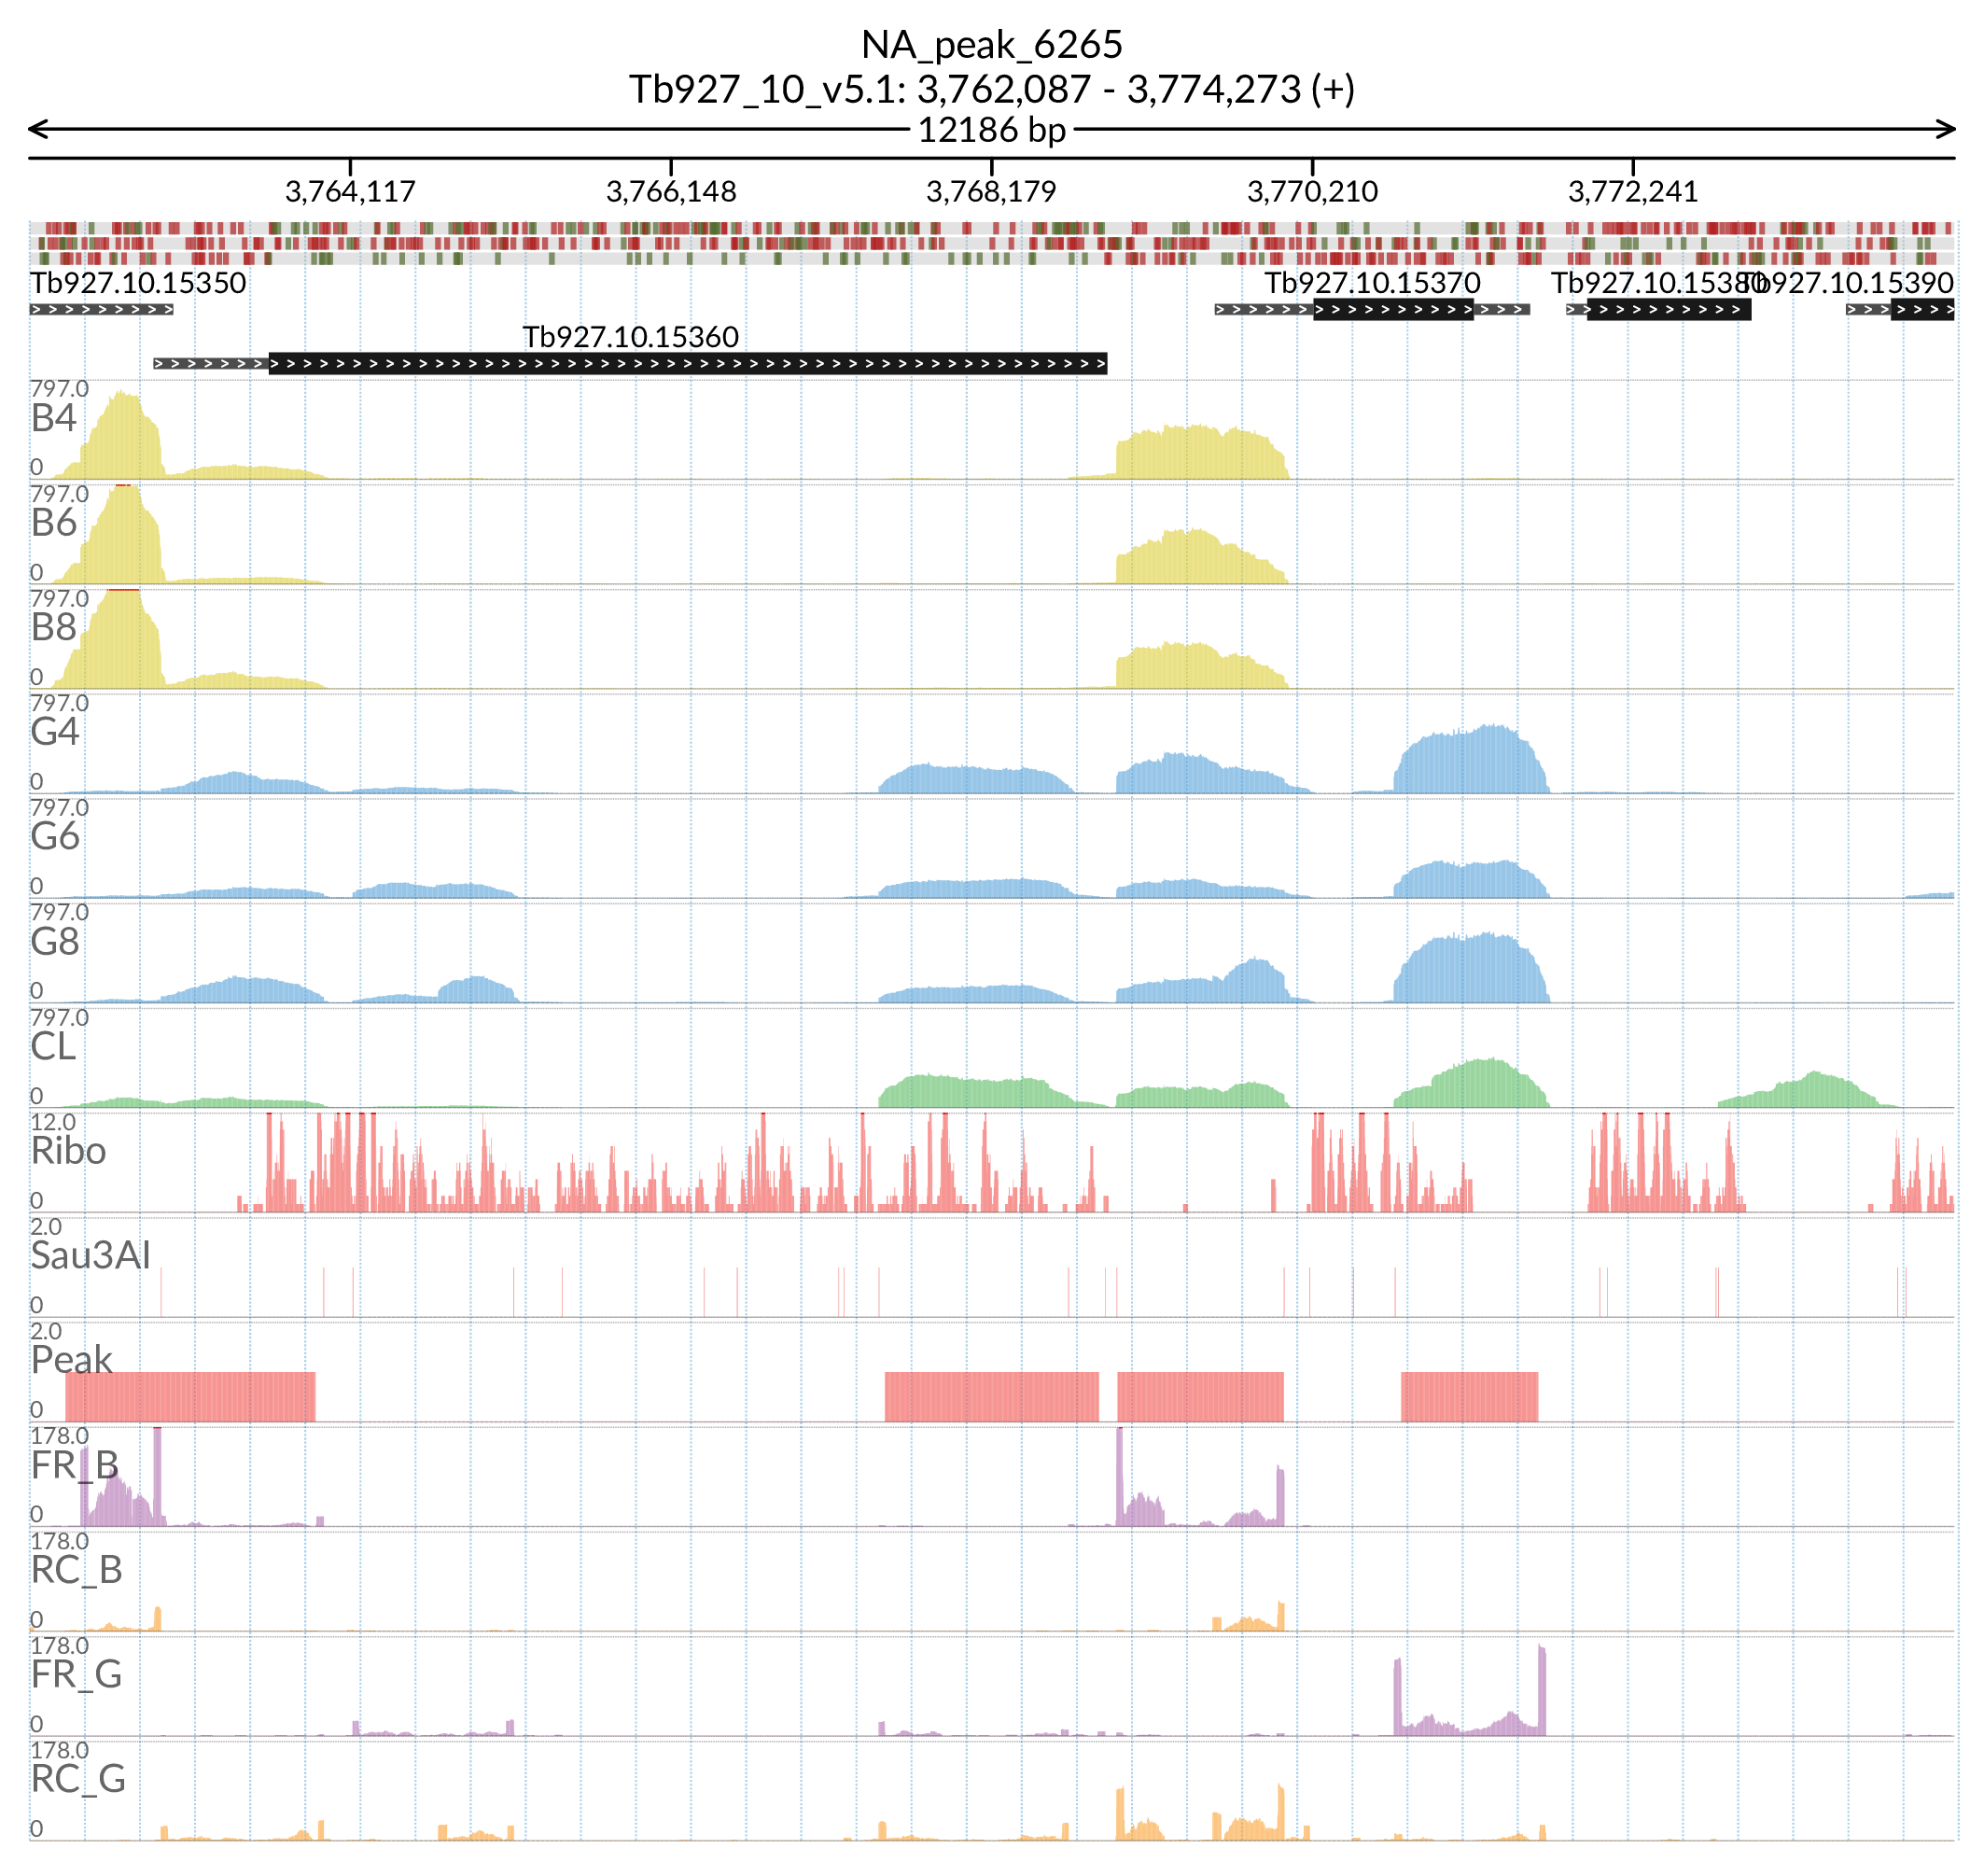 NA_peak_6265
Tb927_10_v5.1: 3,762,087 - 3,774,273 (+)
12186 bp
3,764,117 3,766,148 3,768,179 3,770,210 3,772,241
Tb927.10.15350 Tb927.10.15370 Tb927.10.15380 Tb927.10.15390
Tb927.10.15360
797.0
B4
0
797.0
B6
0
797.0
B8
0
797.0
G4
0
797.0
G6
0
797.0
G8
0
797.0
CL
0
12.0
Ribo
0
2.0
Sau3AI
0
2.0
Peak
0
178.0
FR_B
0
178.0
RC_B
0
178.0
FR_G
0
178.0
RC_G
0